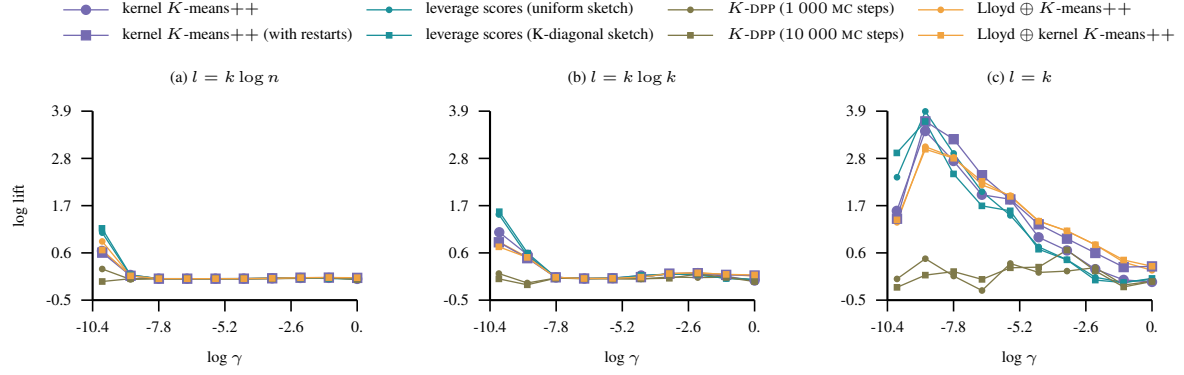 kernel K-means++ leverage scores (uniform sketch) K-DPP (1 000 MC steps) Lloyd ⊕ K-means++
kernel K-means++ (with restarts) leverage scores (K-diagonal sketch) K-DPP (10 000 MC steps) Lloyd ⊕ kernel K-means++
(a) l = k log n (b) l = k log k (c) l = k
3.9 3.9 3.9
2.8 2.8 2.8
1.7 1.7 1.7
0.6 0.6 0.6
-0.5 -0.5 -0.5
log lift
-10.4 -7.8 -5.2 -2.6 0. -10.4 -7.8 -5.2 -2.6 0. -10.4 -7.8 -5.2 -2.6 0.
log γ log γ log γ